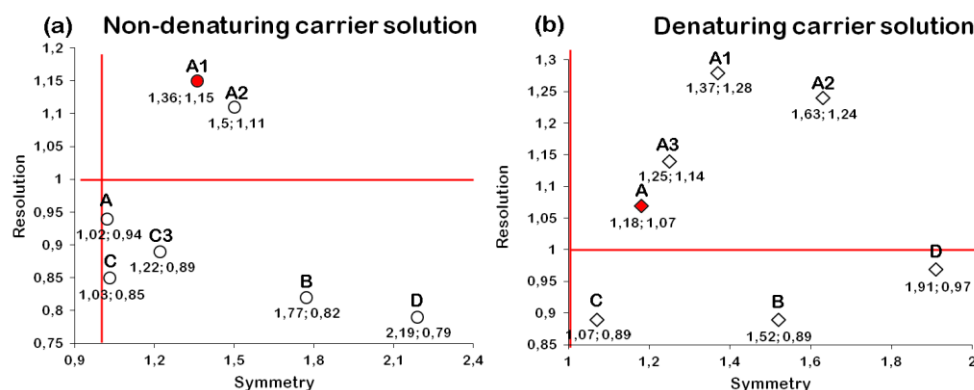 (a) Non-denaturing carrier solution
1,2
1,15
1,1
1,05
1
0,95
0,9
0,85
0,8
0,75
Resolution
A1
1,36; 1,15
A2
1,5; 1,11
A
1,02; 0,94
C3
1,22; 0,89
C
1,03; 0,85
B
1,77; 0,82
D
2,19; 0,79
0,9 1,2 1,5 1,8 2,1 2,4
Symmetry
(b) Denaturing carrier solution
1,3
1,25
1,2
1,15
1,1
1,05
1
0,95
0,9
0,85
Resolution
A1
1,37; 1,28
A2
1,63; 1,24
A3
1,25; 1,14
A
1,18; 1,07
D
1,91; 0,97
C
1,07; 0,89
B
1,52; 0,89
1 1,2 1,4 1,6 1,8 2
Symmetry